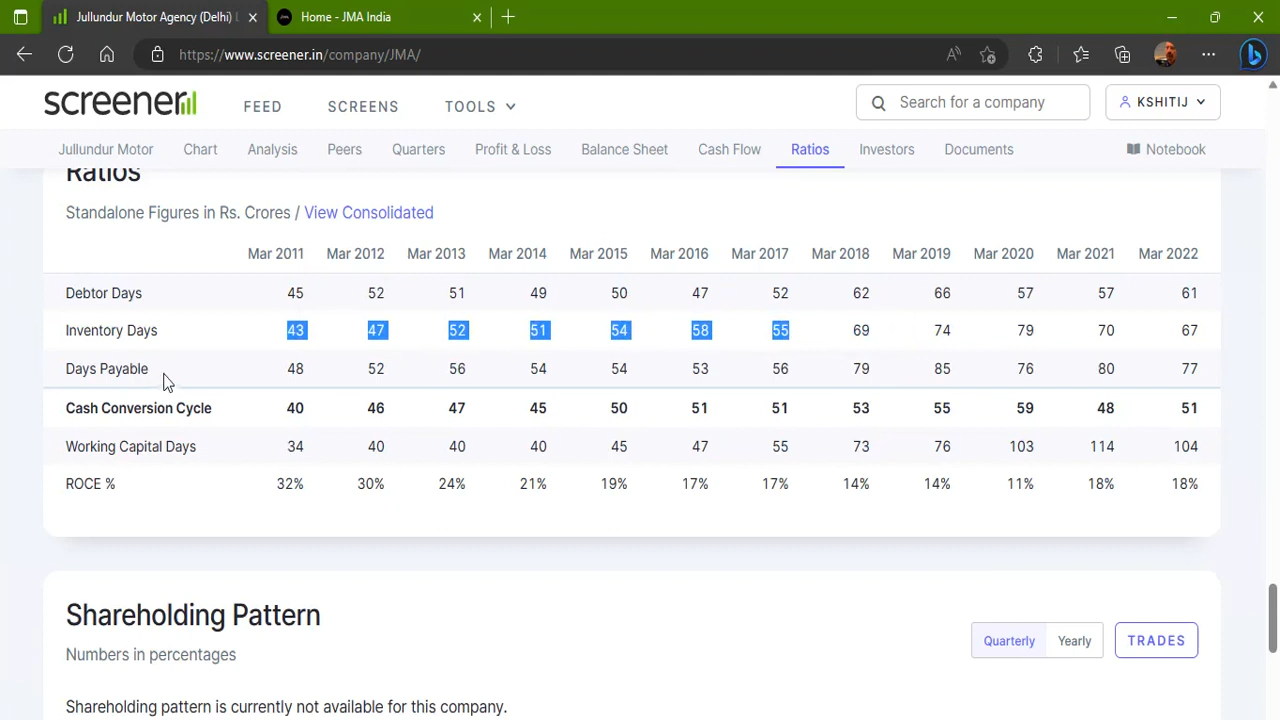 Jullundur Motor Agency (Delhi) L
Home - JMA India
https://www.screener.in/company/JMA/
screener
FEED SCREENS TOOLS
Search for a company
KSHITIJ
Jullundur Motor Chart Analysis Peers Quarters Profit & Loss Balance Sheet Cash Flow Ratios Investors Documents Notebook
Ratios
Standalone Figures in Rs. Crores / View Consolidated
Mar 2011 Mar 2012 Mar 2013 Mar 2014 Mar 2015 Mar 2016 Mar 2017 Mar 2018 Mar 2019 Mar 2020 Mar 2021 Mar 2022
Debtor Days 45 52 51 49 50 47 52 62 66 57 57 61
Inventory Days 43 47 52 51 54 58 55 69 74 79 70 67
Days Payable 48 52 56 54 54 53 56 79 85 76 80 77
Cash Conversion Cycle 40 46 47 45 50 51 51 53 55 59 48 51
Working Capital Days 34 40 40 40 45 47 55 73 76 103 114 104
ROCE % 32% 30% 24% 21% 19% 17% 17% 14% 14% 11% 18% 18%
Shareholding Pattern
Quarterly Yearly TRADES
Numbers in percentages
Shareholding pattern is currently not available for this company.